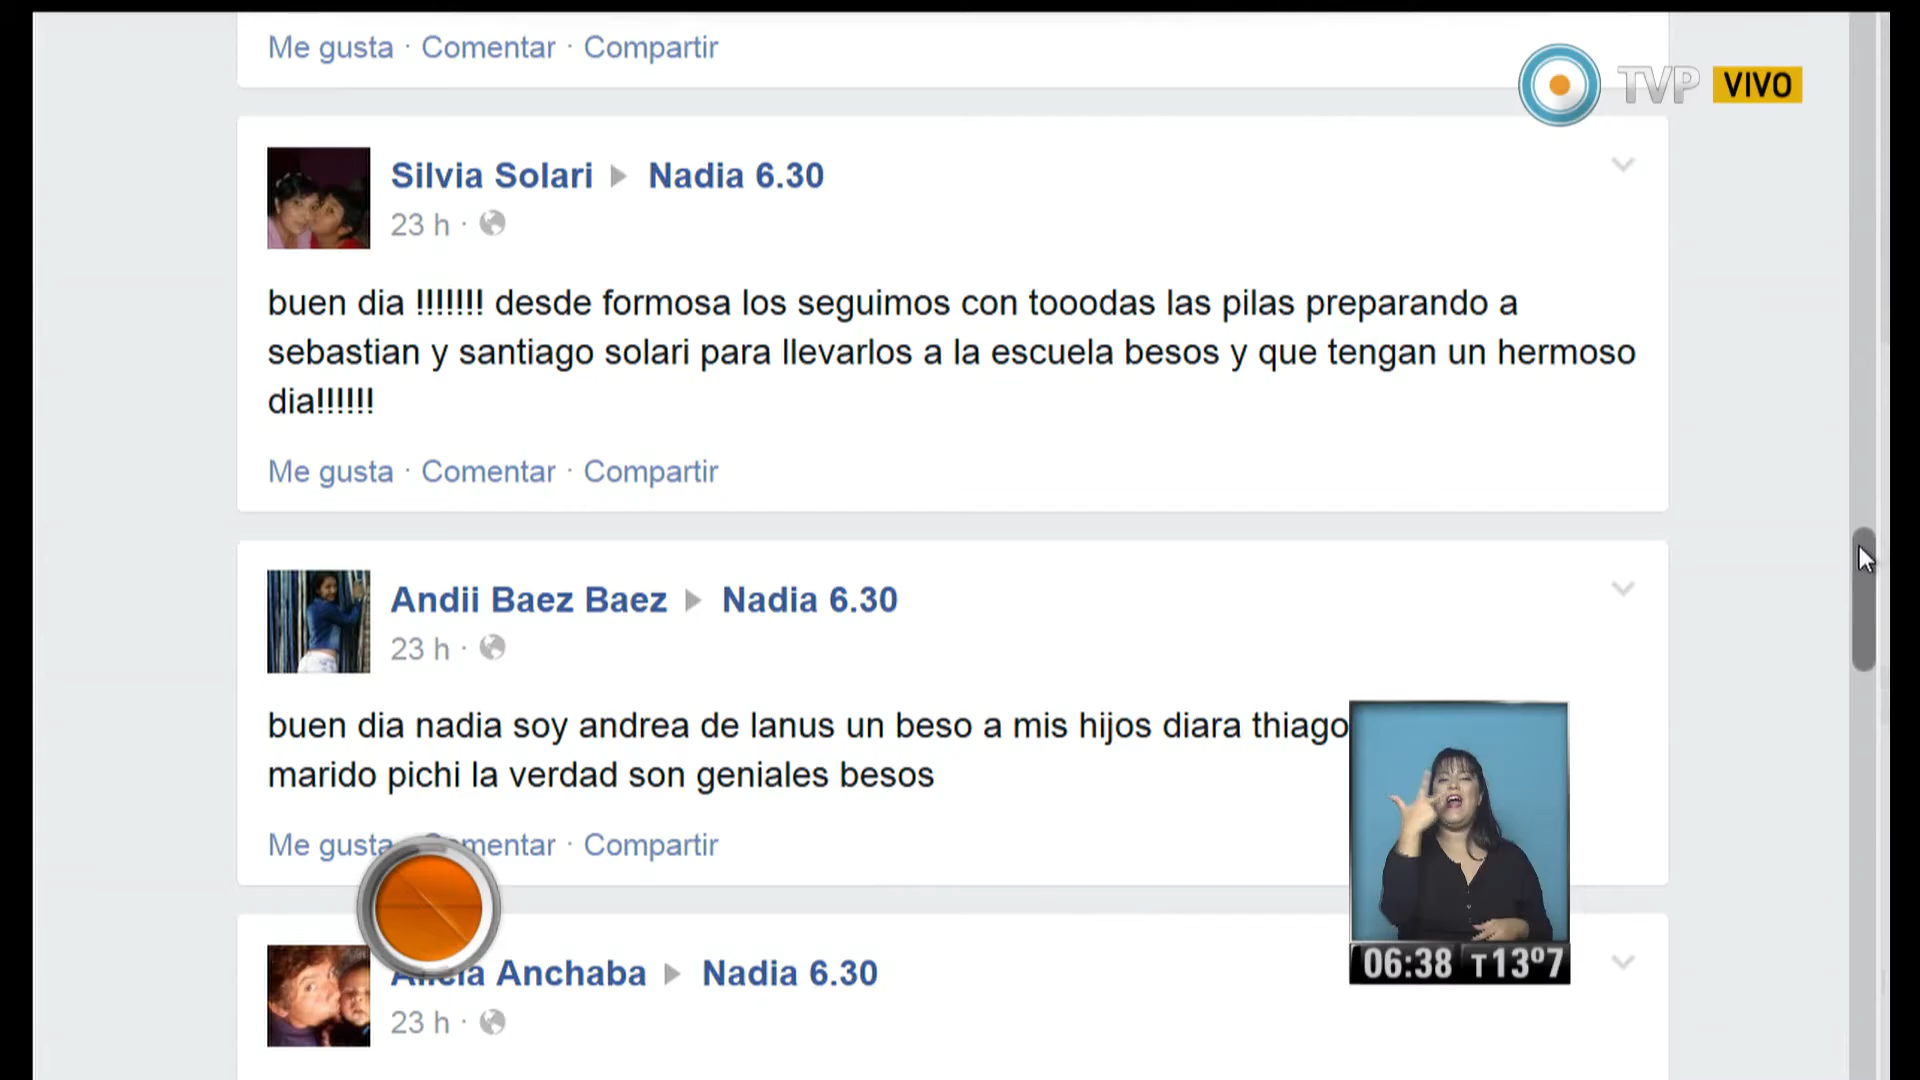 Me gusta · Comentar · Compartir
TVP VIVO
Silvia Solari Nadia 6.30
23 h ·
buen dia !!!!!!! desde formosa los seguimos con tooodas las pilas preparando a
sebastian y santiago solari para llevarlos a la escuela besos y que tengan un hermoso
dia!!!!!!
Me gusta · Comentar · Compartir
Andii Baez Baez Nadia 6.30
23 h ·
buen dia nadia soy andrea de lanus un beso a mis hijos diara thiago
marido pichi la verdad son geniales besos
Me gusta Comentar · Compartir
Alicia Anchaba Nadia 6.30
23 h ·
06:38 T13º7